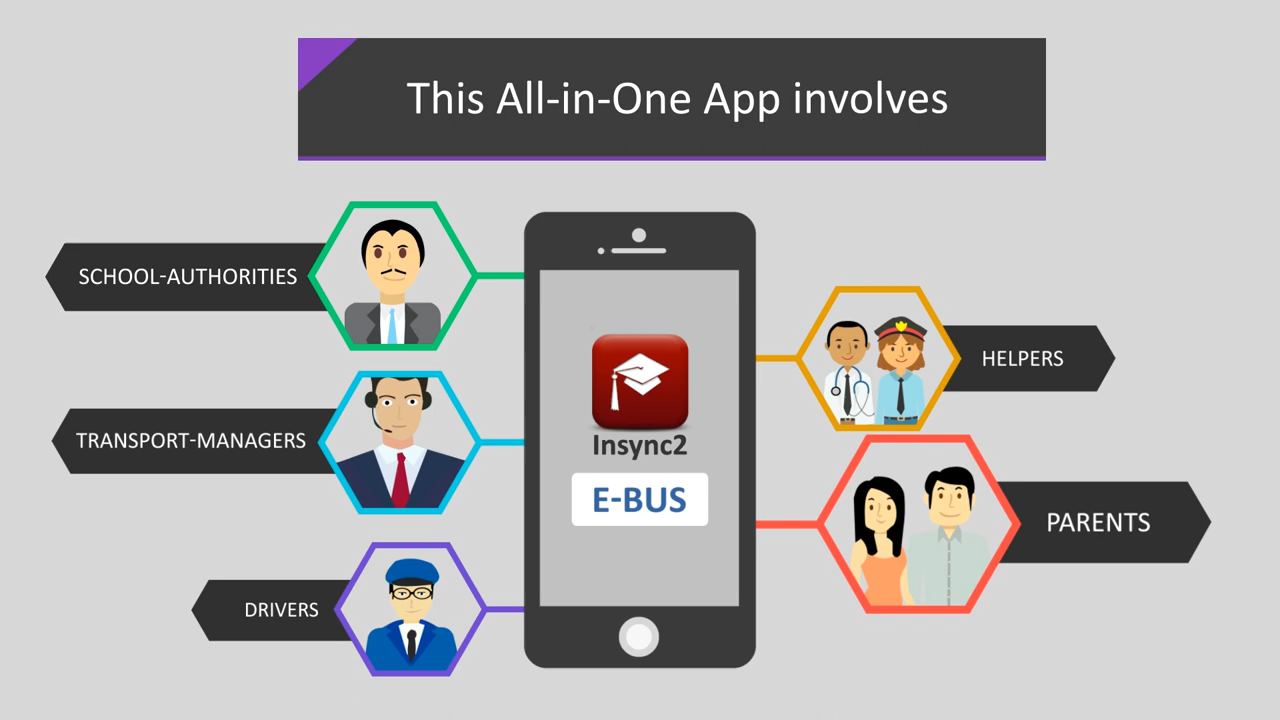 This All-in-One App involves
SCHOOL-AUTHORITIES
TRANSPORT-MANAGERS
DRIVERS
Insync2
E-BUS
HELPERS
PARENTS